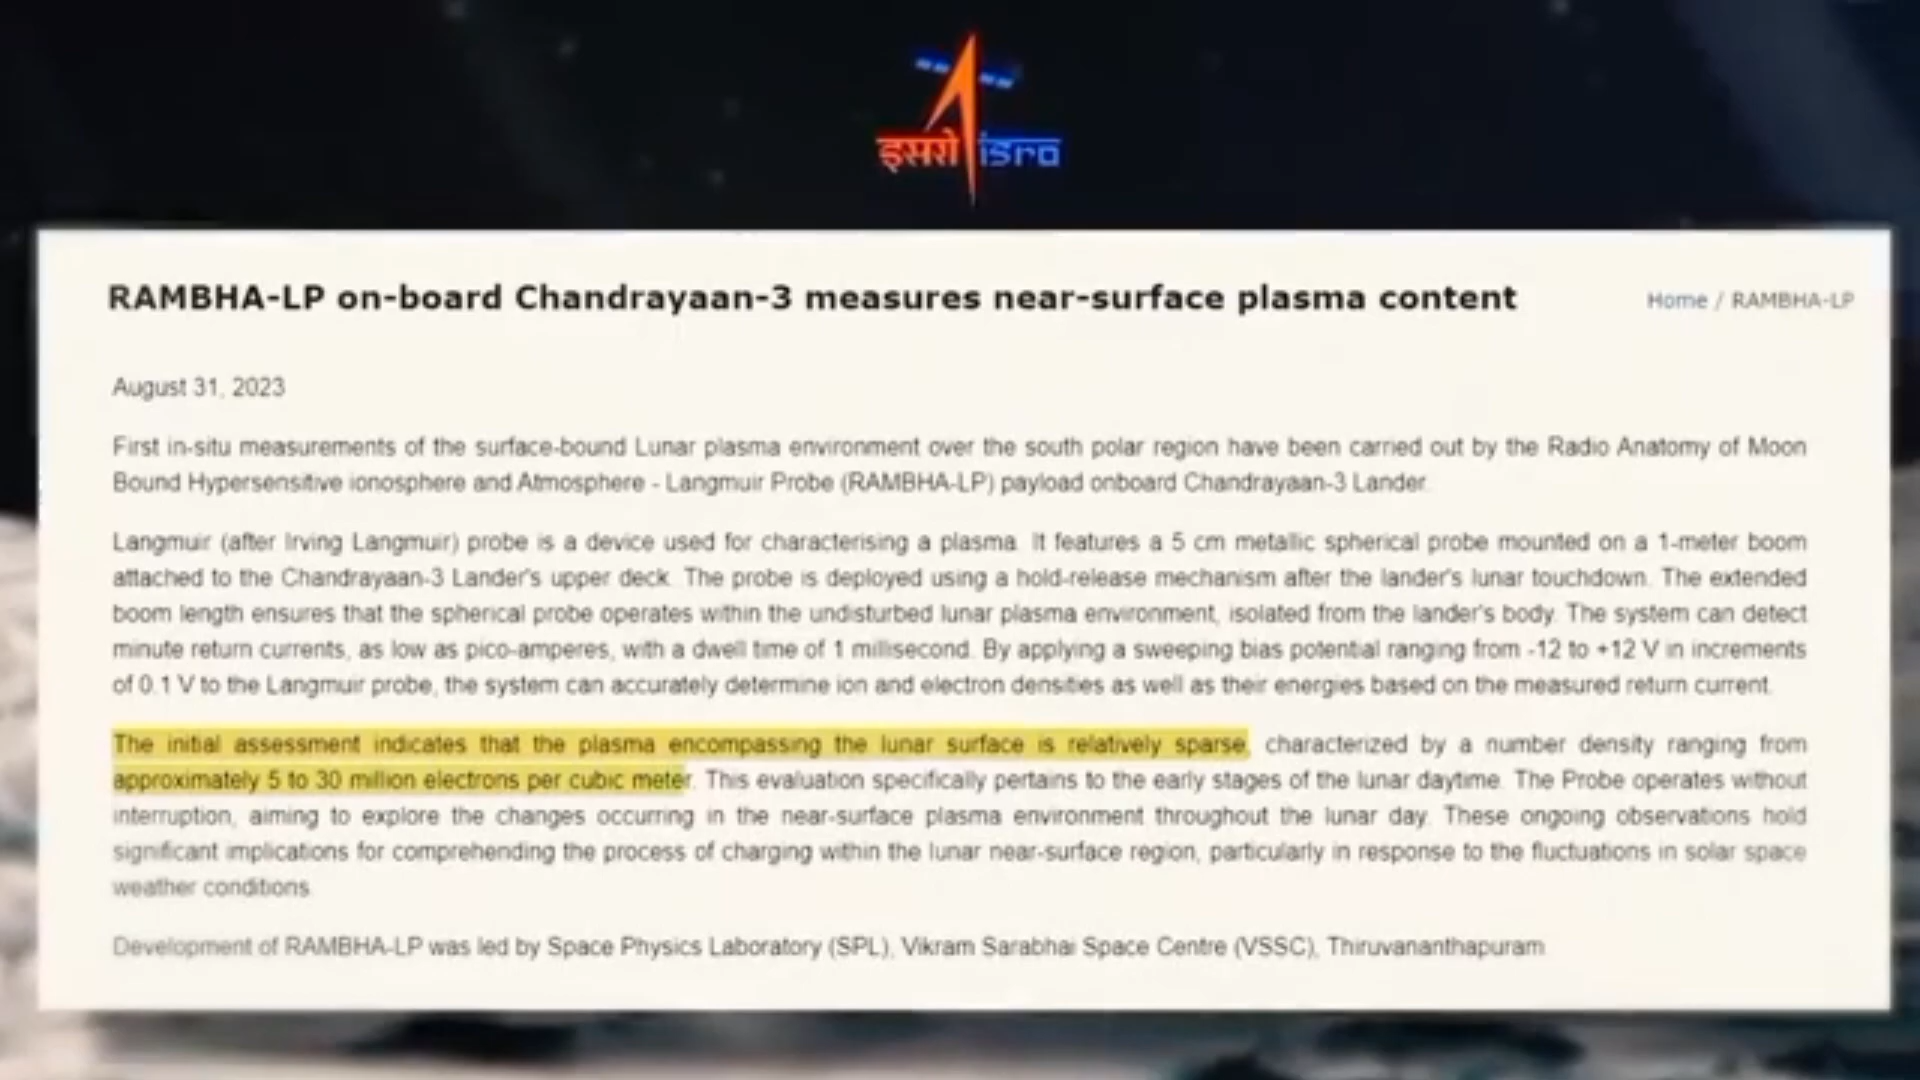 इसरो isro
RAMBHA-LP on-board Chandrayaan-3 measures near-surface plasma content
Home / RAMBHA-LP
August 31, 2023
First in-situ measurements of the surface-bound Lunar plasma environment over the south polar region have been carried out by the Radio Anatomy of Moon
Bound Hypersensitive ionosphere and Atmosphere - Langmuir Probe (RAMBHA-LP) payload onboard Chandrayaan-3 Lander.
Langmuir (after Irving Langmuir) probe is a device used for characterising a plasma. It features a 5 cm metallic spherical probe mounted on a 1-meter boom
attached to the Chandrayaan-3 Lander's upper deck. The probe is deployed using a hold-release mechanism after the lander's lunar touchdown. The extended
boom length ensures that the spherical probe operates within the undisturbed lunar plasma environment, isolated from the lander's body. The system can detect
minute return currents, as low as pico-amperes, with a dwell time of 1 millisecond. By applying a sweeping bias potential ranging from -12 to +12 V in increments
of 0.1 V to the Langmuir probe, the system can accurately determine ion and electron densities as well as their energies based on the measured return current.
The initial assessment indicates that the plasma encompassing the lunar surface is relatively sparse, characterized by a number density ranging from
approximately 5 to 30 million electrons per cubic meter. This evaluation specifically pertains to the early stages of the lunar daytime. The Probe operates without
interruption, aiming to explore the changes occurring in the near-surface plasma environment throughout the lunar day. These ongoing observations hold
significant implications for comprehending the process of charging within the lunar near-surface region, particularly in response to the fluctuations in solar space
weather conditions.
Development of RAMBHA-LP was led by Space Physics Laboratory (SPL), Vikram Sarabhai Space Centre (VSSC), Thiruvananthapuram